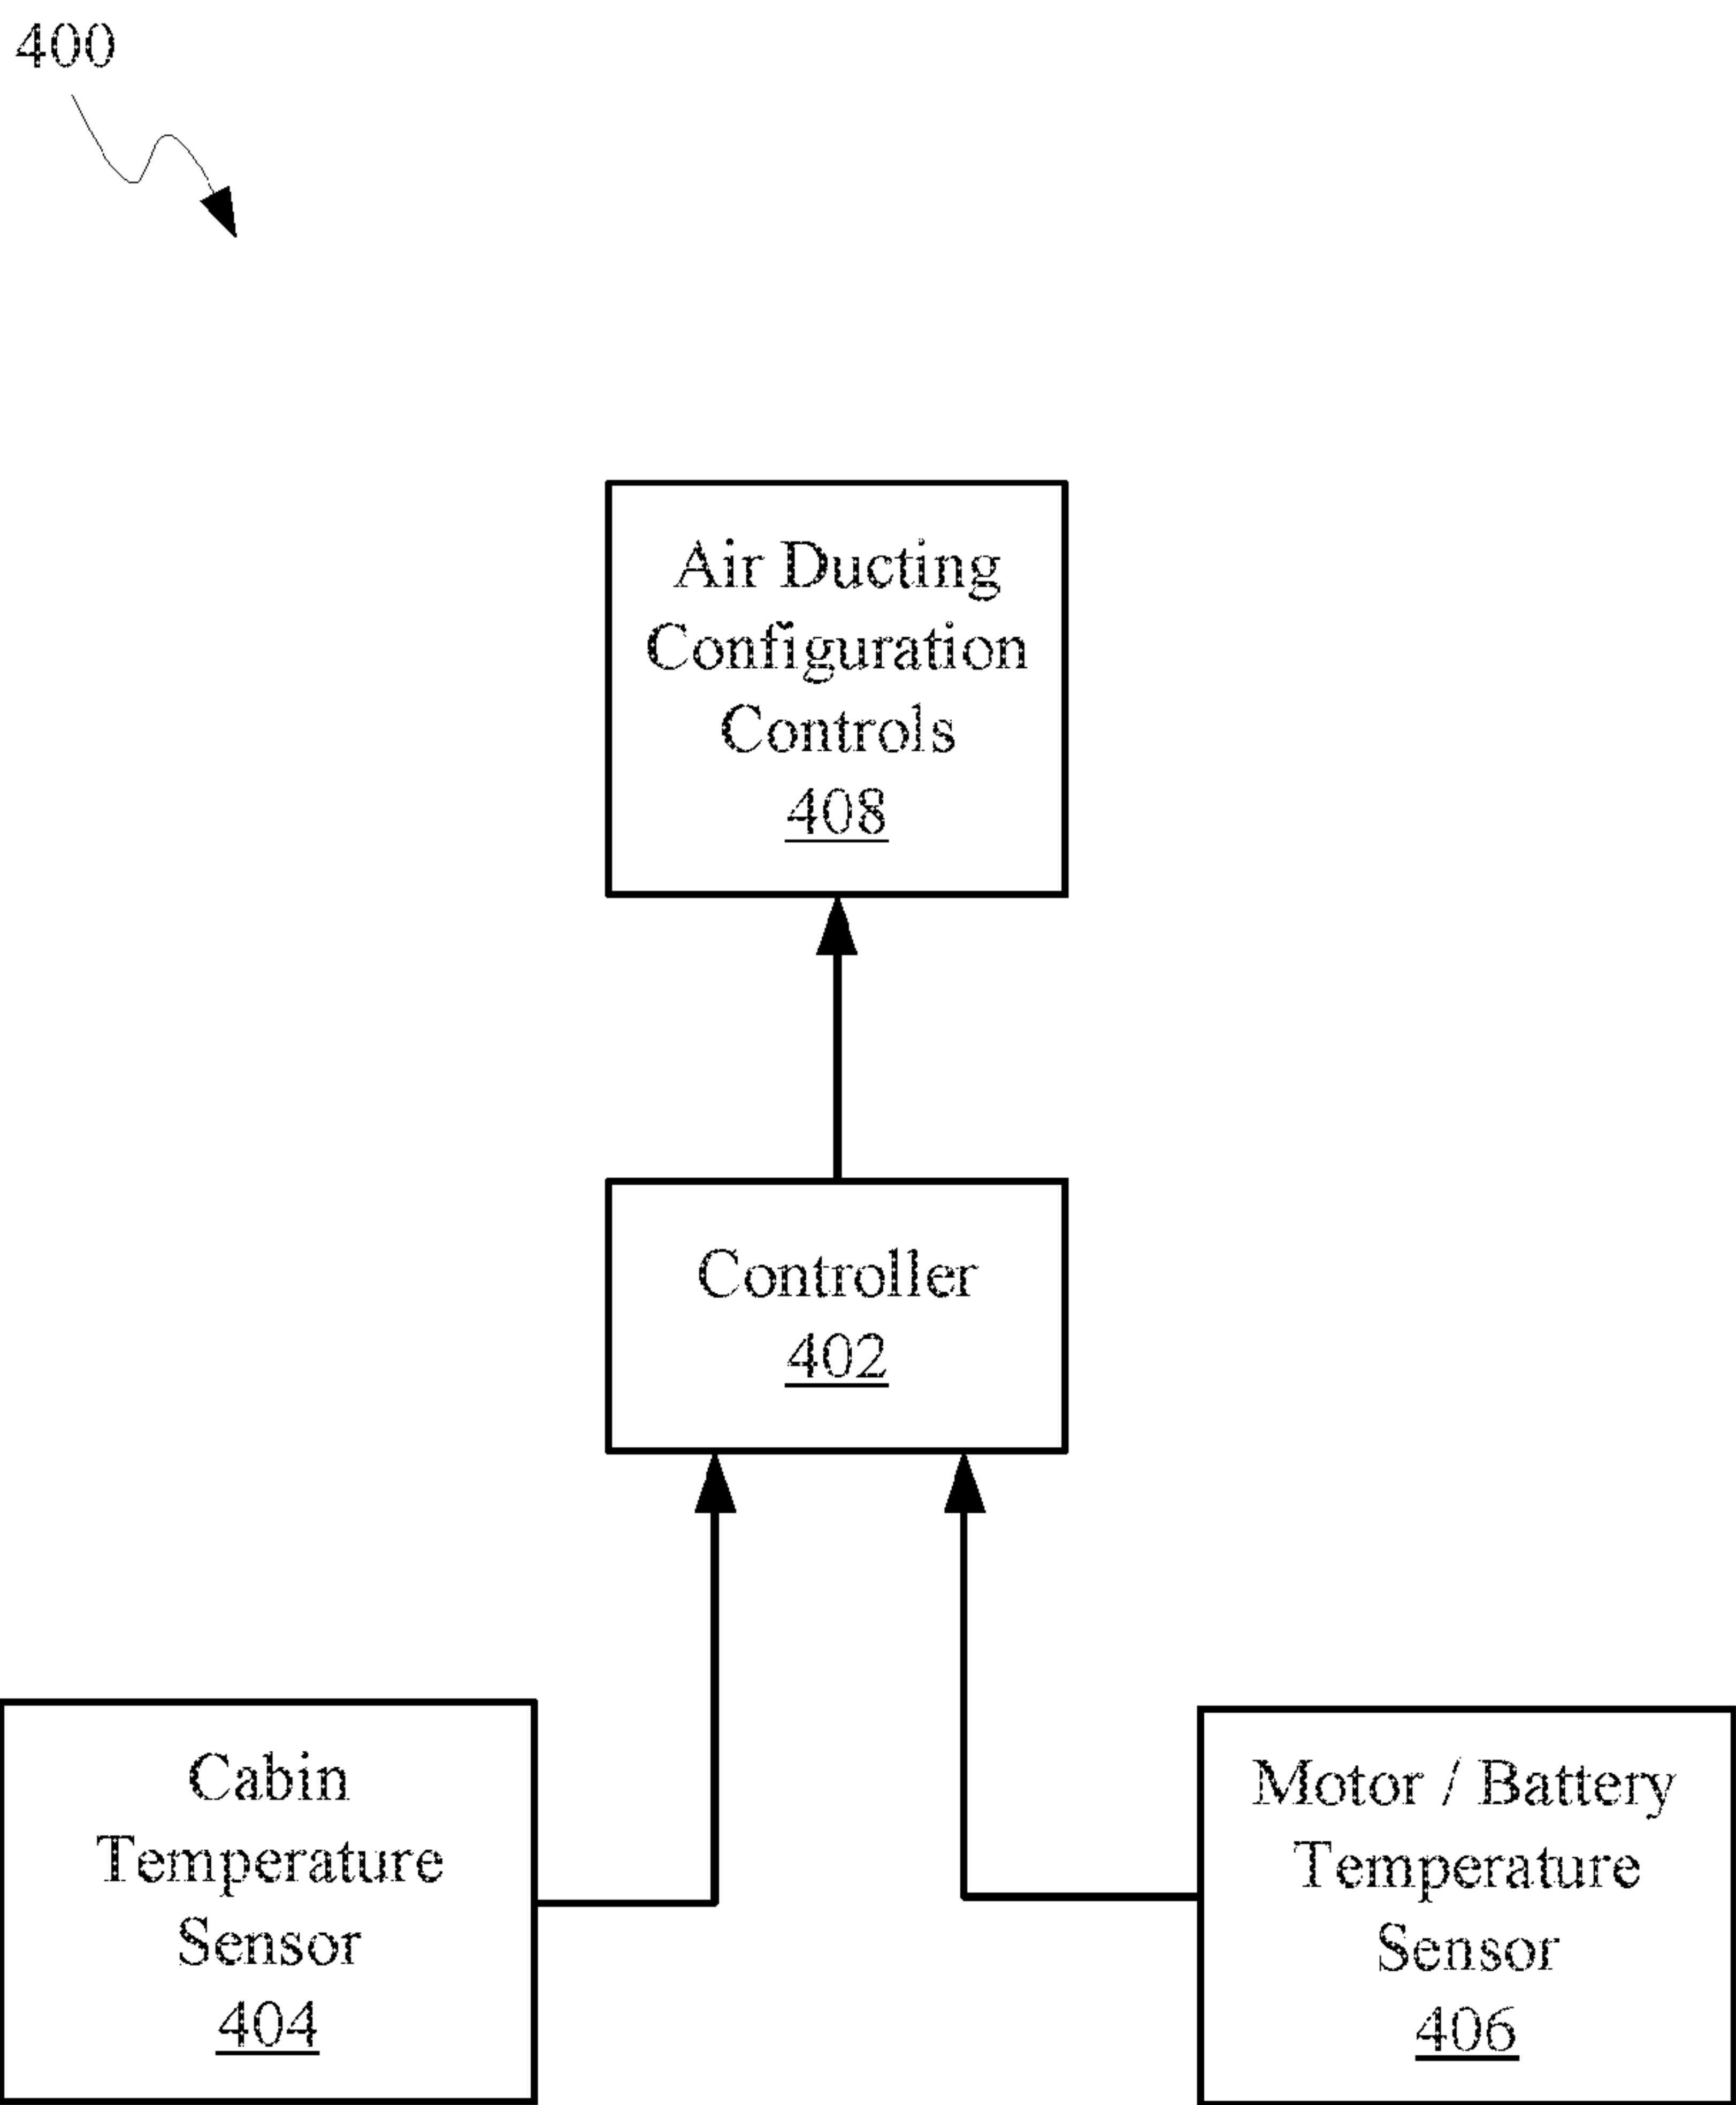 400
Air Ducting
Configuration
Controls
408
Controller
402
Cabin
Temperature
Sensor
404
Motor / Battery
Temperature
Sensor
406